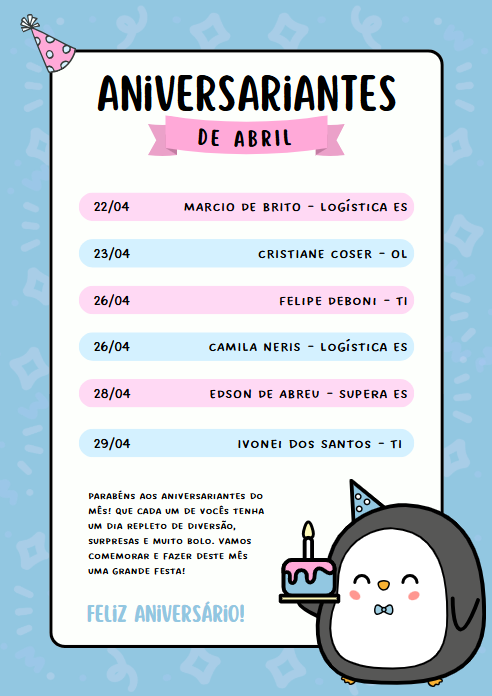 ANIVERSARIANTES
DE ABRIL
22/04 MARCIO DE BRITO - LOGÍSTICA ES
23/04 CRISTIANE COSER - OL
26/04 FELIPE DEBONI - TI
26/04 CAMILA NERIS - LOGÍSTICA ES
28/04 EDSON DE ABREU - SUPERA ES
29/04 IVONEI DOS SANTOS - TI
PARABÉNS AOS ANIVERSARIANTES DO
MÊS! QUE CADA UM DE VOCÊS TENHA
UM DIA REPLETO DE DIVERSÃO,
SURPRESAS E MUITO BOLO. VAMOS
COMEMORAR E FAZER DESTE MÊS
UMA GRANDE FESTA!
FELIZ ANIVERSÁRIO!